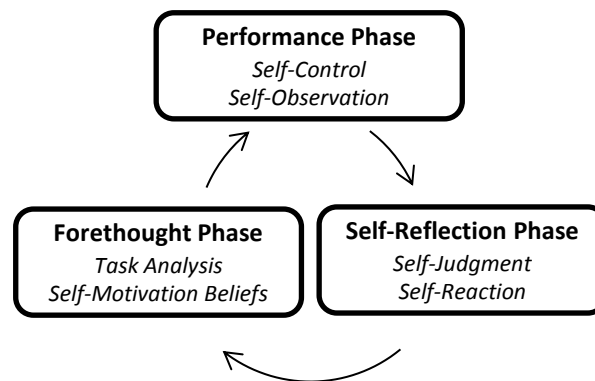 Performance Phase
Self-Control
Self-Observation
Forethought Phase
Task Analysis
Self-Motivation Beliefs
Self-Reflection Phase
Self-Judgment
Self-Reaction